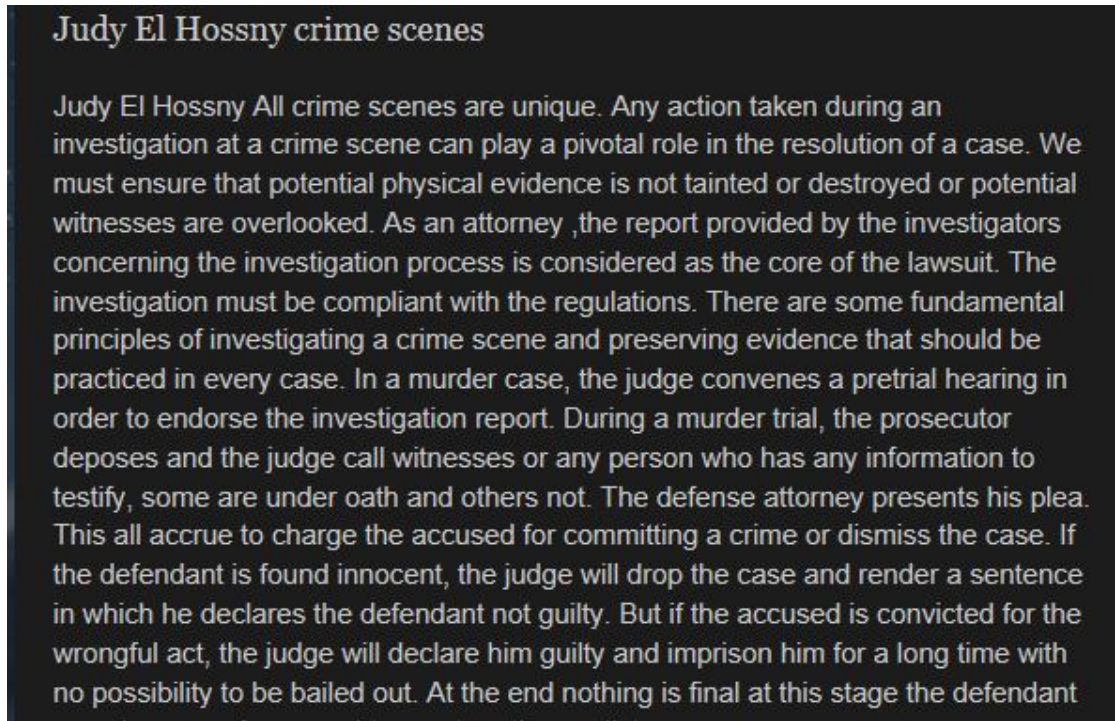 Judy El Hossny crime scenes
Judy El Hossny All crime scenes are unique. Any action taken during an
investigation at a crime scene can play a pivotal role in the resolution of a case. We
must ensure that potential physical evidence is not tainted or destroyed or potential
witnesses are overlooked. As an attorney ,the report provided by the investigators
concerning the investigation process is considered as the core of the lawsuit. The
investigation must be compliant with the regulations. There are some fundamental
principles of investigating a crime scene and preserving evidence that should be
practiced in every case. In a murder case, the judge convenes a pretrial hearing in
order to endorse the investigation report. During a murder trial, the prosecutor
deposes and the judge call witnesses or any person who has any information to
testify, some are under oath and others not. The defense attorney presents his plea.
This all accrue to charge the accused for committing a crime or dismiss the case. If
the defendant is found innocent, the judge will drop the case and render a sentence
in which he declares the defendant not guilty. But if the accused is convicted for the
wrongful act, the judge will declare him guilty and imprison him for a long time with
no possibility to be bailed out. At the end nothing is final at this stage the defendant